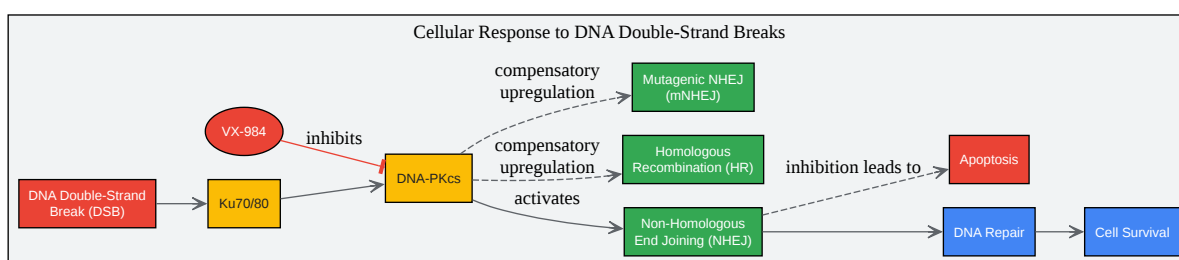 Cellular Response to DNA Double-Strand Breaks
compensatory
upregulation
Mutagenic NHEJ
(mNHEJ)
VX-984
inhibits
compensatory
upregulation
Homologous
Recombination (HR)
inhibition leads to
Apoptosis
DNA Double-Strand
Break (DSB)
Ku70/80
DNA-PKcs
activates
Non-Homologous
End Joining (NHEJ)
DNA Repair
Cell Survival